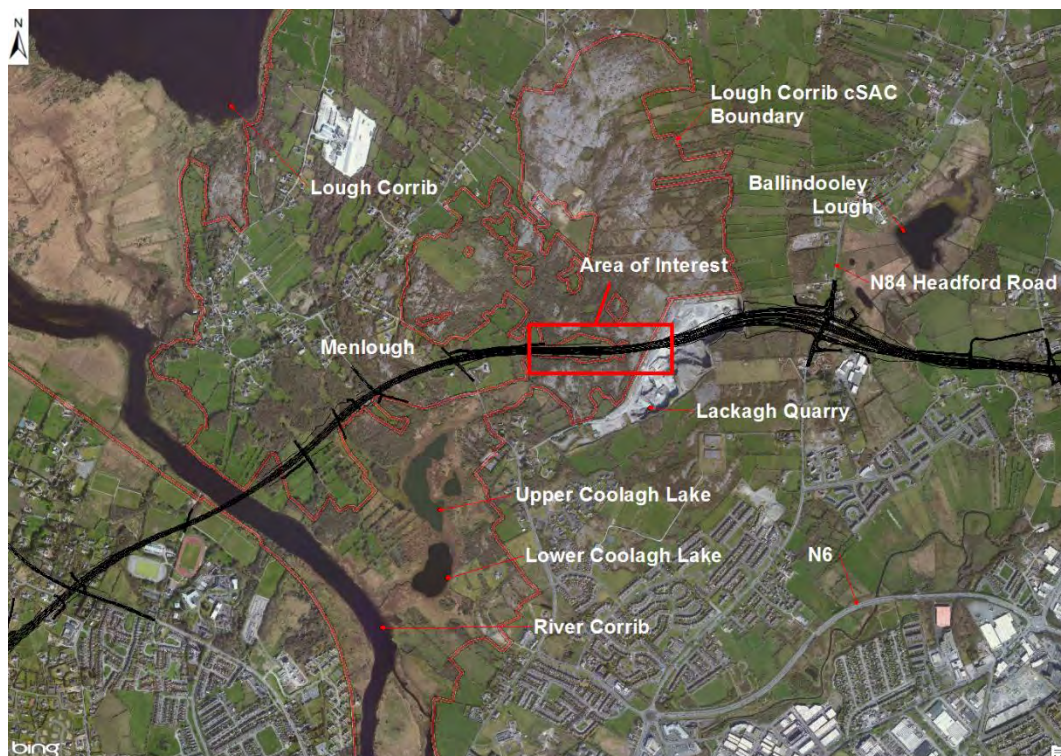 N
Lough Corrib cSAC
Boundary
Lough Corrib
Ballindooley
Lough
Area of Interest
N84 Headford Road
Menlough
Lackagh Quarry
Upper Coolagh Lake
Lower Coolagh Lake
N6
River Corrib
bing